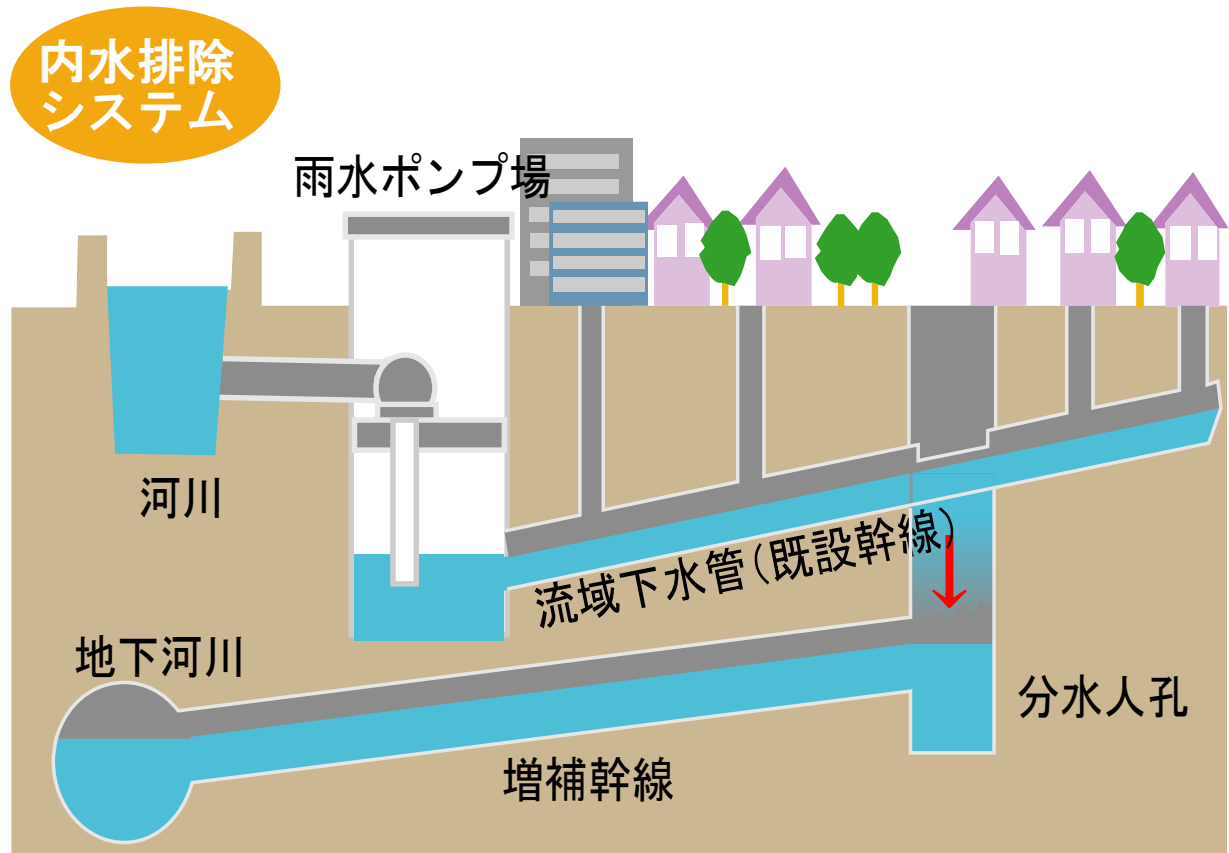 内水排除
システム
雨水ポンプ場
河川
流域下水管(既設幹線)
地下河川
分水人孔
増補幹線